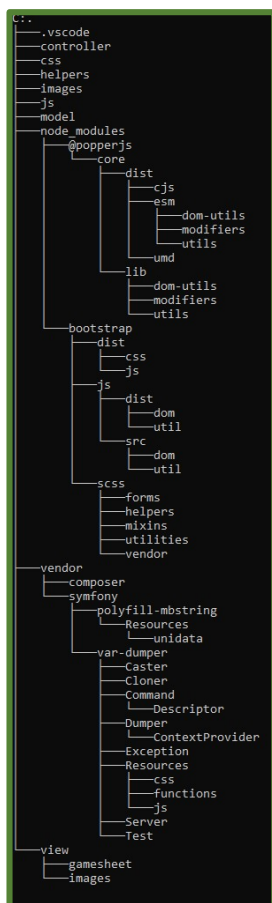 C:.
├───.vscode
├───controller
├───css
├───helpers
├───images
├───js
├───model
├───node_modules
│   ├───@popperjs
│   │   └───core
│   │       ├───dist
│   │       │   ├───cjs
│   │       │   ├───esm
│   │       │   │   ├───dom-utils
│   │       │   │   ├───modifiers
│   │       │   │   └───utils
│   │       │   └───umd
│   │       └───lib
│   │           ├───dom-utils
│   │           ├───modifiers
│   │           └───utils
│   └───bootstrap
│       ├───dist
│       │   ├───css
│       │   └───js
│       ├───js
│       │   ├───dist
│       │   │   ├───dom
│       │   │   └───util
│       │   └───src
│       │       ├───dom
│       │       └───util
│       └───scss
│           ├───forms
│           ├───helpers
│           ├───mixins
│           ├───utilities
│           └───vendor
├───vendor
│   ├───composer
│   └───symfony
│       ├───polyfill-mbstring
│       │   └───Resources
│       │       └───unidata
│       └───var-dumper
│           ├───Caster
│           ├───Cloner
│           ├───Command
│           │   └───Descriptor
│           ├───Dumper
│           │   └───ContextProvider
│           ├───Exception
│           ├───Resources
│           │   ├───css
│           │   ├───functions
│           │   └───js
│           ├───Server
│           └───Test
└───view
    ├───gamesheet
    └───images